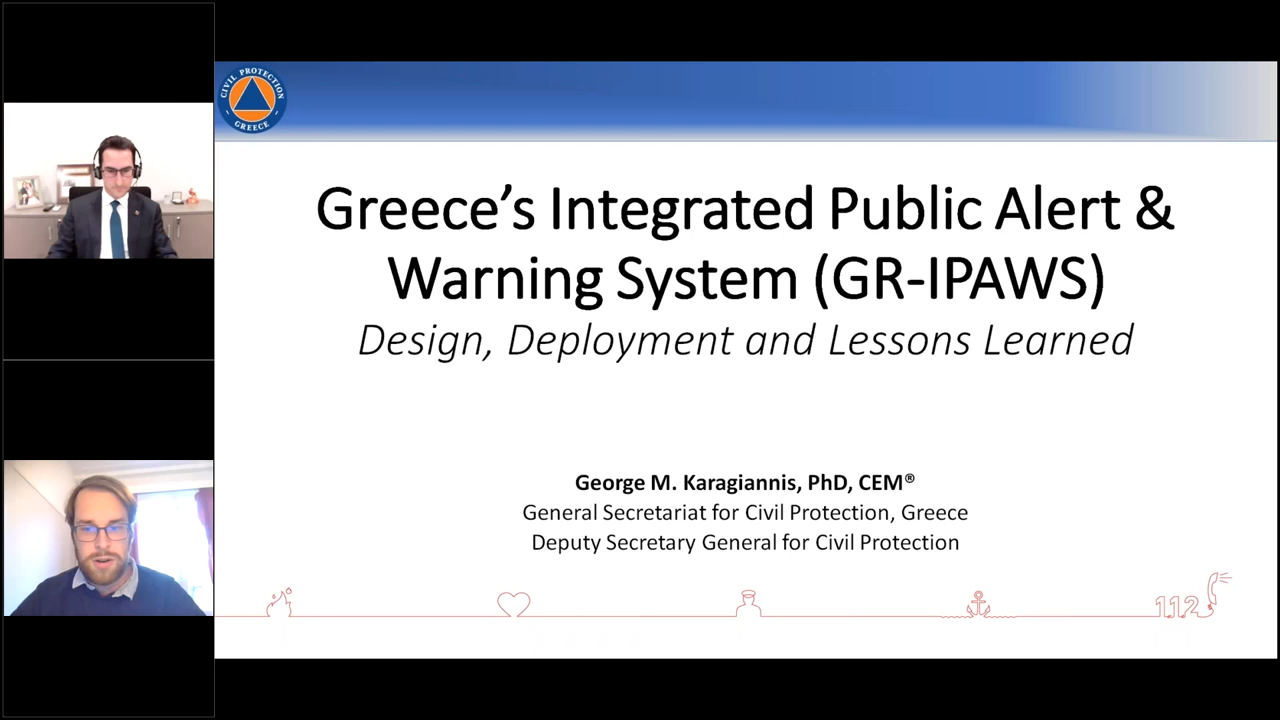 CIVIL PROTECTION
GREECE
Greece’s Integrated Public Alert &
Warning System (GR-IPAWS)
Design, Deployment and Lessons Learned
George M. Karagiannis, PhD, CEM®
General Secretariat for Civil Protection, Greece
Deputy Secretary General for Civil Protection
112